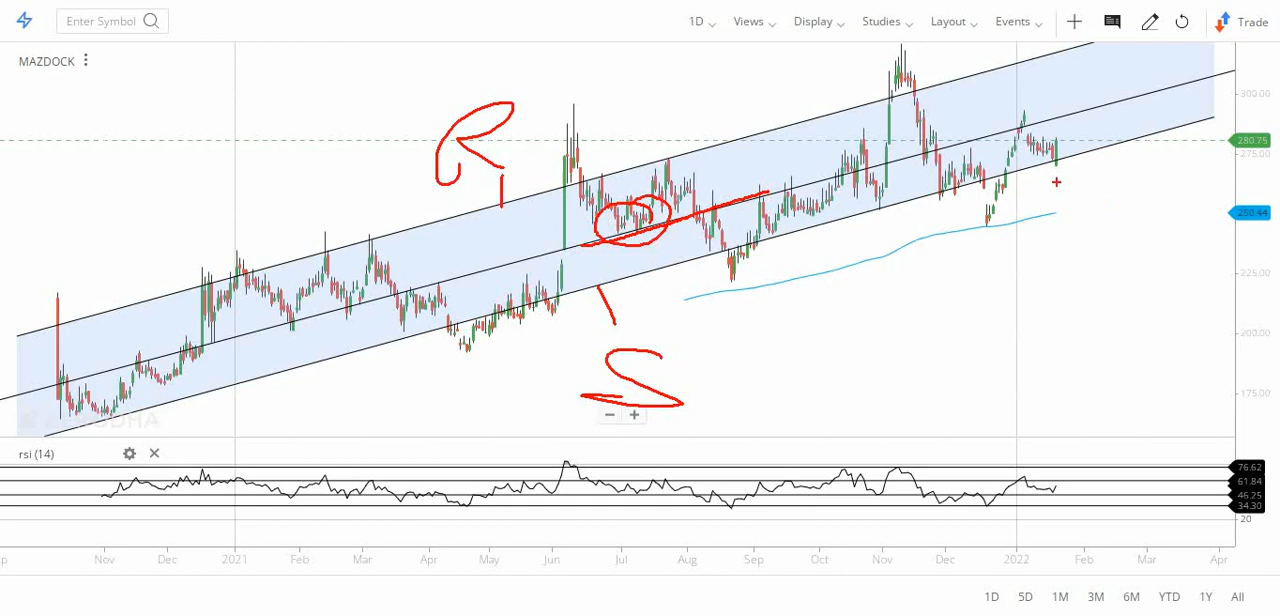 Enter Symbol 1D Views Display Studies Layout Events Trade
MAZDOCK
R
300.00
280.75
275.00
250.44
225.00
200.00
S
175.00
− +
rsi (14)
76.62
61.84
46.25
34.30
20
Nov Dec 2021 Feb Mar Apr May Jun Jul Aug Sep Oct Nov Dec 2022 Feb Mar Apr
1D 5D 1M 3M 6M YTD 1Y All